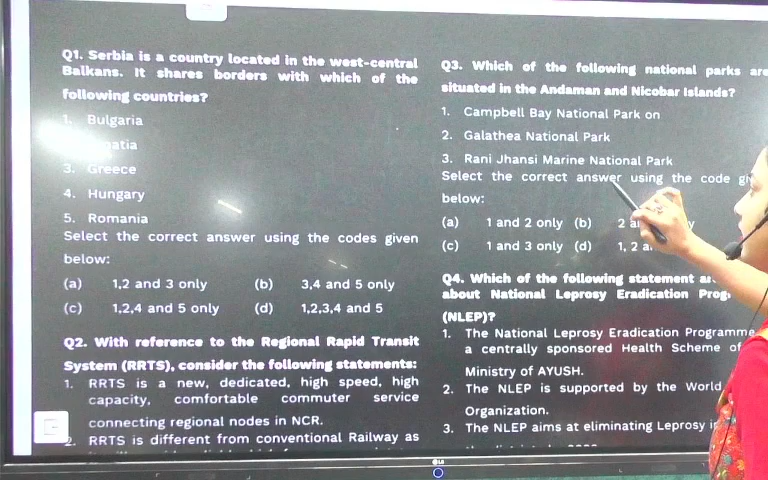 Q1. Serbia is a country located in the west-central
Balkans. It shares borders with which of the
following countries?
1. Bulgaria
3. Greece
4. Hungary
5. Romania
Select the correct answer using the codes given
below:
(a) 1,2 and 3 only (b) 3,4 and 5 only
(c) 1,2,4 and 5 only (d) 1,2,3,4 and 5
Q2. With reference to the Regional Rapid Transit
System (RRTS), consider the following statements:
1. RRTS is a new, dedicated, high speed, high
capacity, comfortable commuter service
connecting regional nodes in NCR.
2. RRTS is different from conventional Railway as
Q3. Which of the following national parks are
situated in the Andaman and Nicobar Islands?
1. Campbell Bay National Park on
2. Galathea National Park
3. Rani Jhansi Marine National Park
Select the correct answer using the code
below:
(a) 1 and 2 only (b) 2
(c) 1 and 3 only (d) 1, 2
Q4. Which of the following statement
about National Leprosy Eradication
(NLEP)?
1. The National Leprosy Eradication Programme
a centrally sponsored Health Scheme of
Ministry of AYUSH.
2. The NLEP is supported by the World
Organization.
3. The NLEP aims at eliminating Leprosy
LG